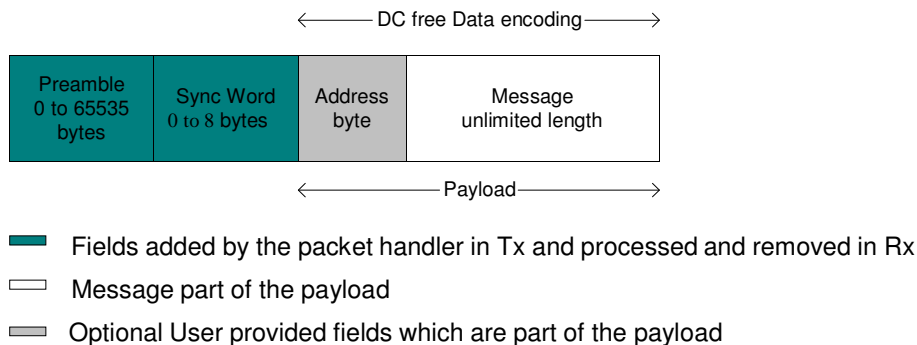 DC free Data encoding
Preamble
0 to 65535
bytes
Sync Word
0 to 8 bytes
Address
byte
Message
unlimited length
Payload
Fields added by the packet handler in Tx and processed and removed in Rx
Message part of the payload
Optional User provided fields which are part of the payload